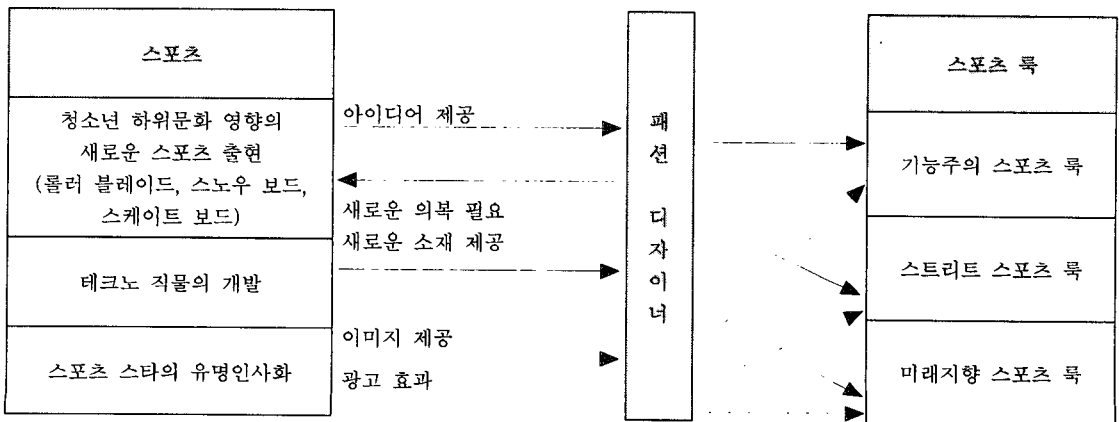 스포츠
청소년 하위문화 영향의
새로운 스포츠 출현
(롤러 블레이드, 스노우 보드,
스케이트 보드)
테크노 직물의 개발
스포츠 스타의 유명인사화
아이디어 제공
새로운 의복 필요
새로운 소재 제공
이미지 제공
광고 효과
패션 디자이너
스포츠 룩
기능주의 스포츠 룩
스트리트 스포츠 룩
미래지향 스포츠 룩